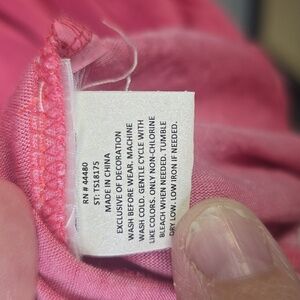 RN # 44480
ST: TS18175
MADE IN CHINA
EXCLUSIVE OF DECORATION
WASH BEFORE WEAR. MACHINE
WASH COLD. GENTLE CYCLE WITH
LIKE COLORS. ONLY NON-CHLORINE
BLEACH WHEN NEEDED. TUMBLE
DRY LOW. LOW IRON IF NEEDED.